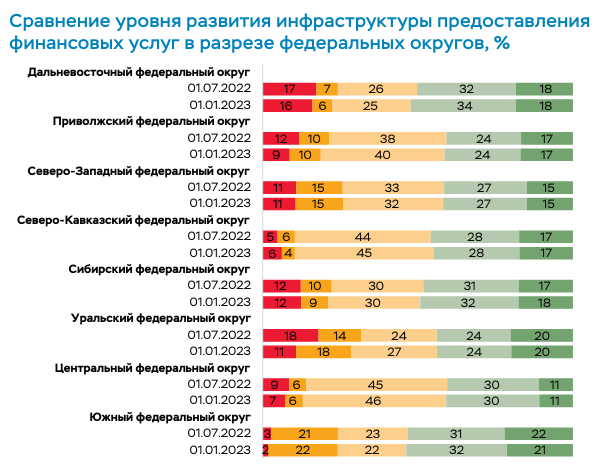 Сравнение уровня развития инфраструктуры предоставления
финансовых услуг в разрезе федеральных округов, %
Дальневосточный федеральный округ
01.07.2022 17 7 26 32 18
01.01.2023 16 6 25 34 18
Приволжский федеральный округ
01.07.2022 12 10 38 24 17
01.01.2023 9 10 40 24 17
Северо-Западный федеральный округ
01.07.2022 11 15 33 27 15
01.01.2023 11 15 32 27 15
Северо-Кавказский федеральный округ
01.07.2022 5 6 44 28 17
01.01.2023 6 4 45 28 17
Сибирский федеральный округ
01.07.2022 12 10 30 31 17
01.01.2023 12 9 30 32 18
Уральский федеральный округ
01.07.2022 18 14 24 24 20
01.01.2023 11 18 27 24 20
Центральный федеральный округ
01.07.2022 9 6 45 30 11
01.01.2023 7 6 46 30 11
Южный федеральный округ
01.07.2022 3 21 23 31 22
01.01.2023 2 22 22 32 21